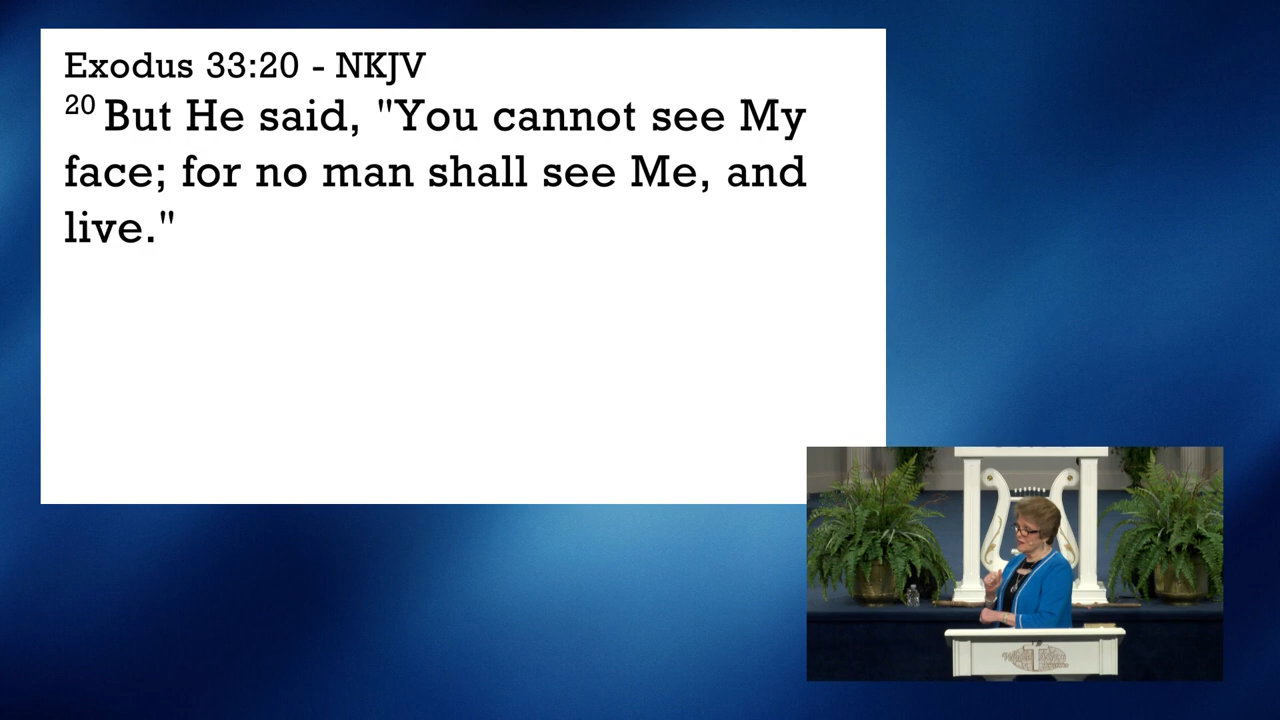 Exodus 33:20 - NKJV
20 But He said, "You cannot see My
face; for no man shall see Me, and
live."